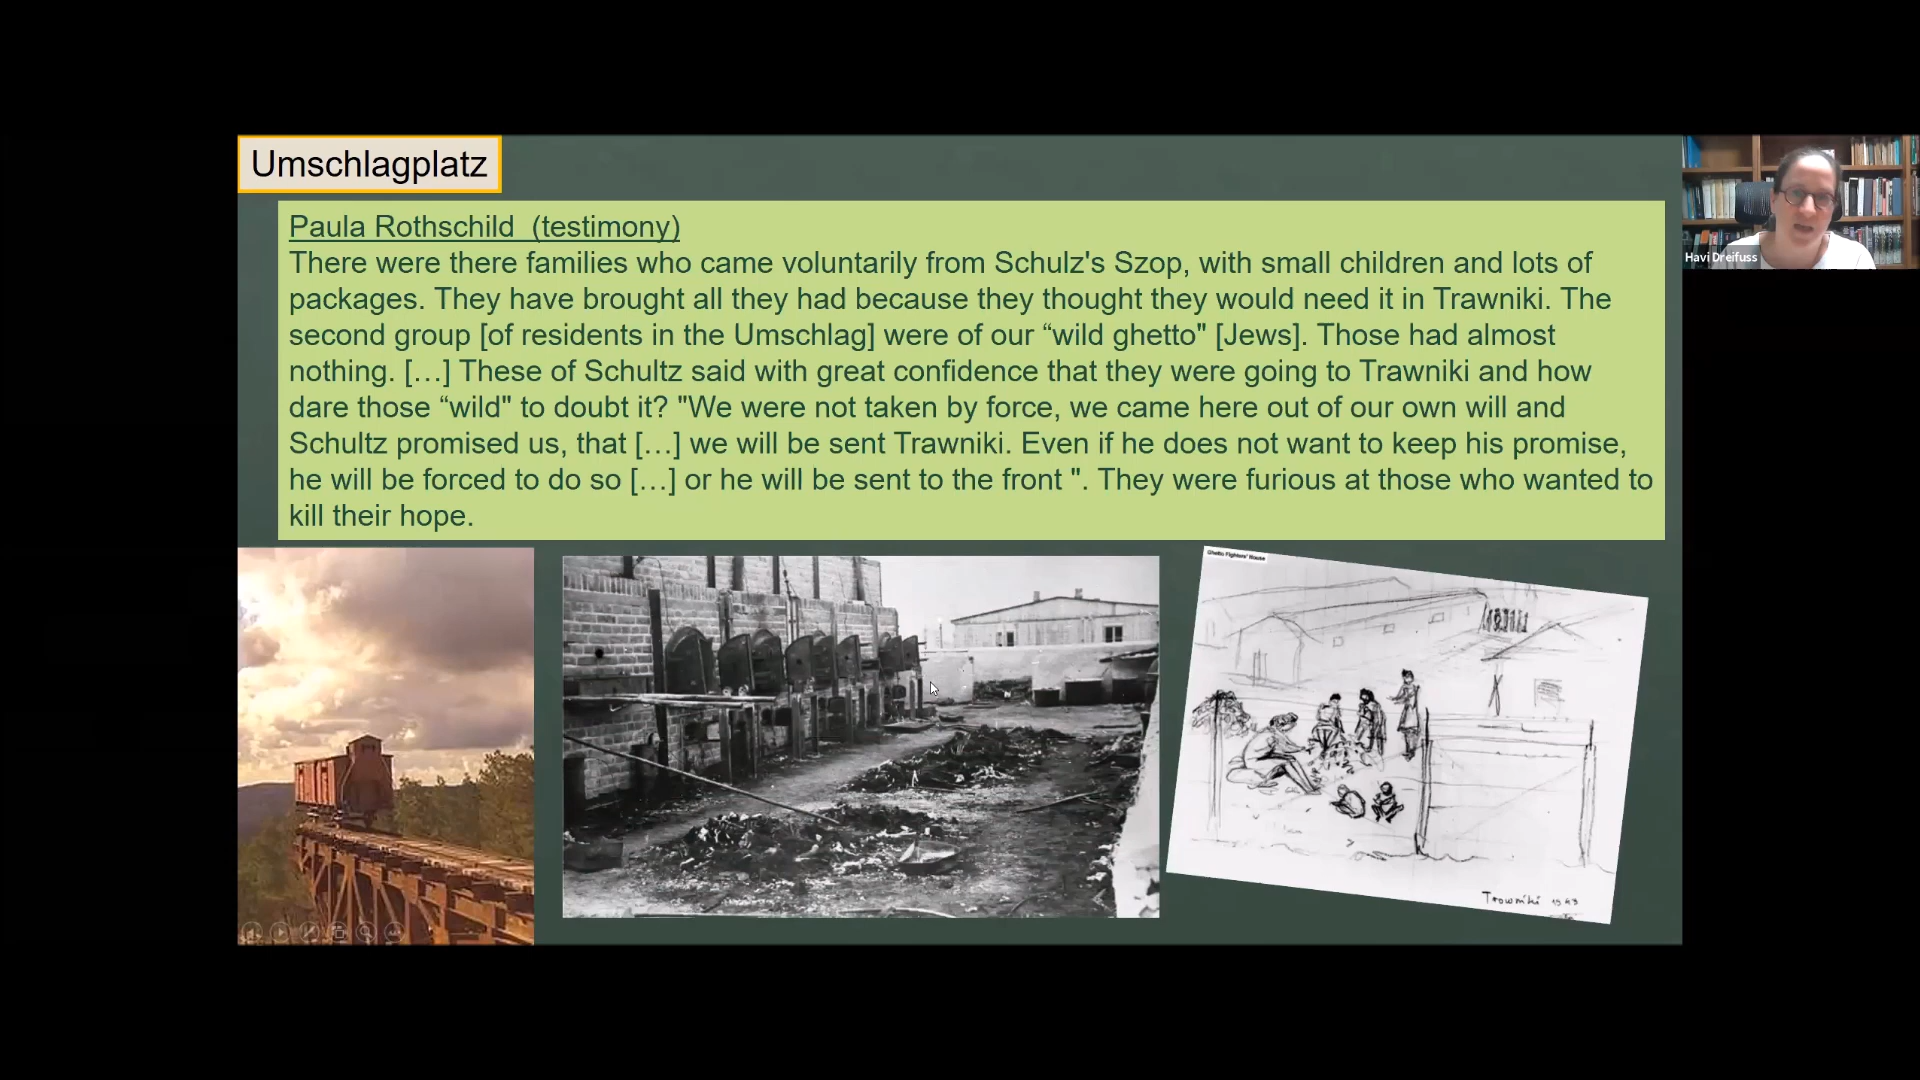 Umschlagplatz
Paula Rothschild  (testimony)
There were there families who came voluntarily from Schulz's Szop, with small children and lots of
packages. They have brought all they had because they thought they would need it in Trawniki. The
second group [of residents in the Umschlag] were of our “wild ghetto" [Jews]. Those had almost
nothing. […] These of Schultz said with great confidence that they were going to Trawniki and how
dare those “wild" to doubt it? "We were not taken by force, we came here out of our own will and
Schultz promised us, that […] we will be sent Trawniki. Even if he does not want to keep his promise,
he will be forced to do so […] or he will be sent to the front ". They were furious at those who wanted to
kill their hope.
Havi Dreifuss
Ghetto Fighters' House
Trawniki 1943